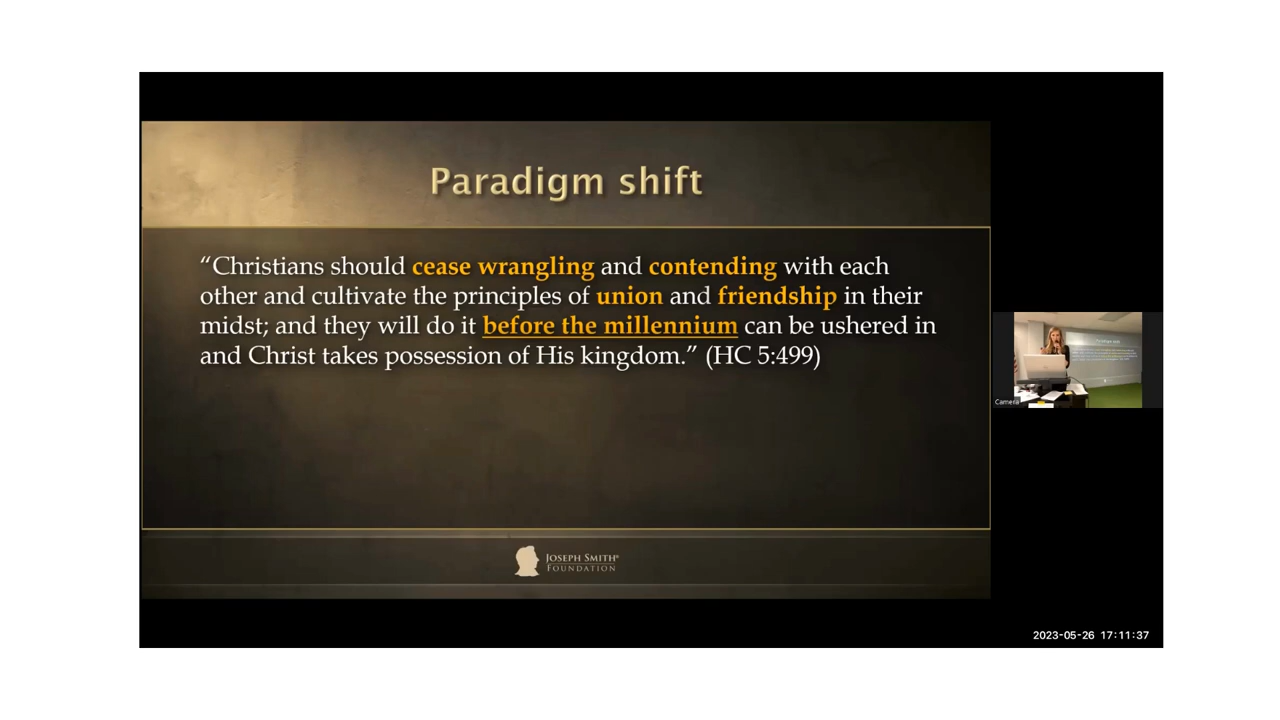 Paradigm shift
“Christians should cease wrangling and contending with each
other and cultivate the principles of union and friendship in their
midst; and they will do it before the millennium can be ushered in
and Christ takes possession of His kingdom.” (HC 5:499)
Camera
JOSEPH SMITH®
FOUNDATION
2023-05-26 17:11:37